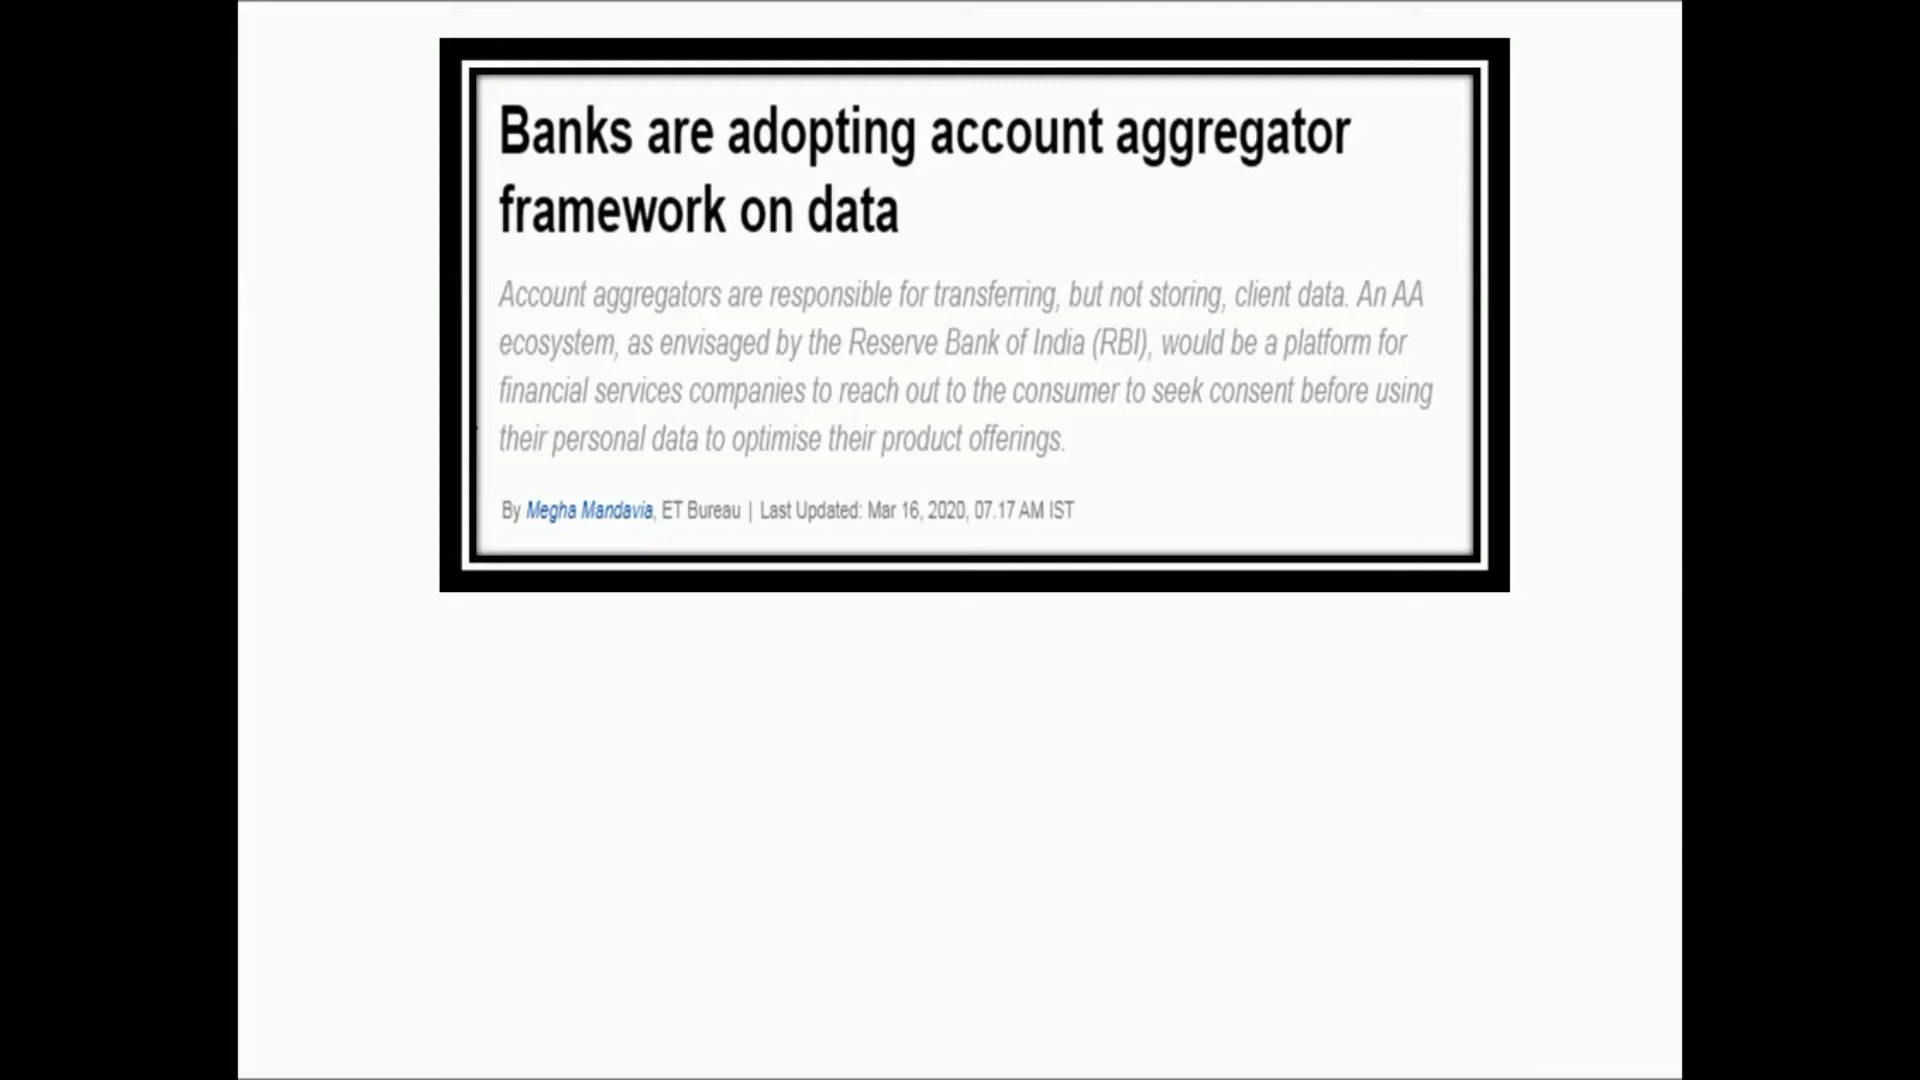 Banks are adopting account aggregator
framework on data
Account aggregators are responsible for transferring, but not storing, client data. An AA
ecosystem, as envisaged by the Reserve Bank of India (RBI), would be a platform for
financial services companies to reach out to the consumer to seek consent before using
their personal data to optimise their product offerings.
By Megha Mandavia, ET Bureau | Last Updated: Mar 16, 2020, 07.17 AM IST